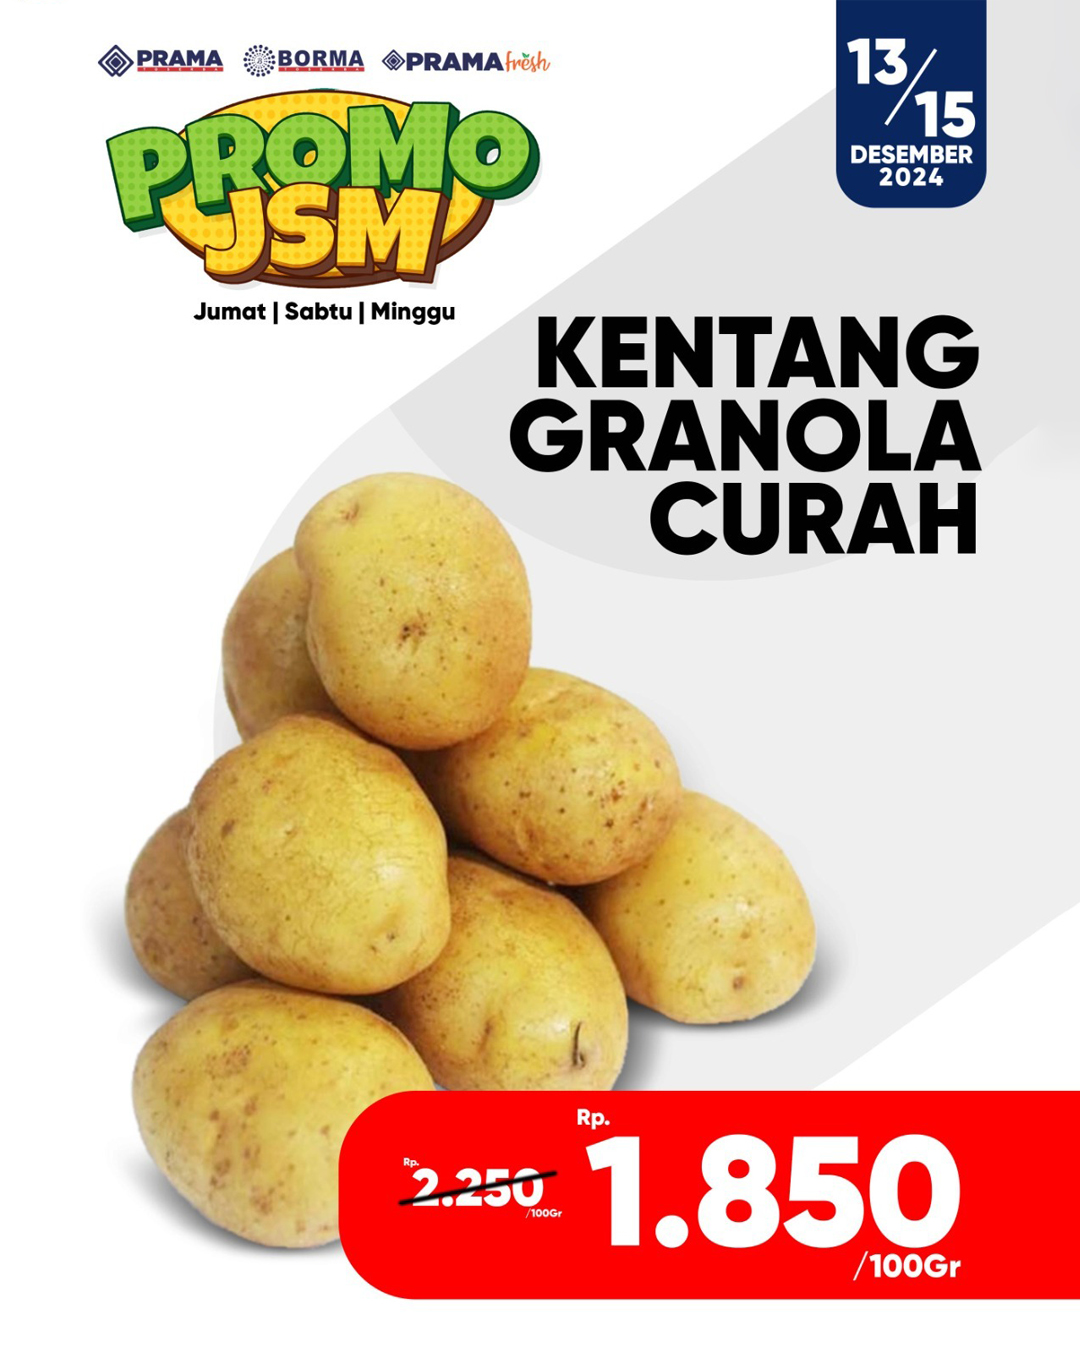 PRAMA BORMA PRAMA fresh
13/15
DESEMBER
2024
PROMO
JSM
Jumat | Sabtu | Minggu
KENTANG
GRANOLA
CURAH
Rp.
2.250
/100Gr
Rp.
1.850
/100Gr